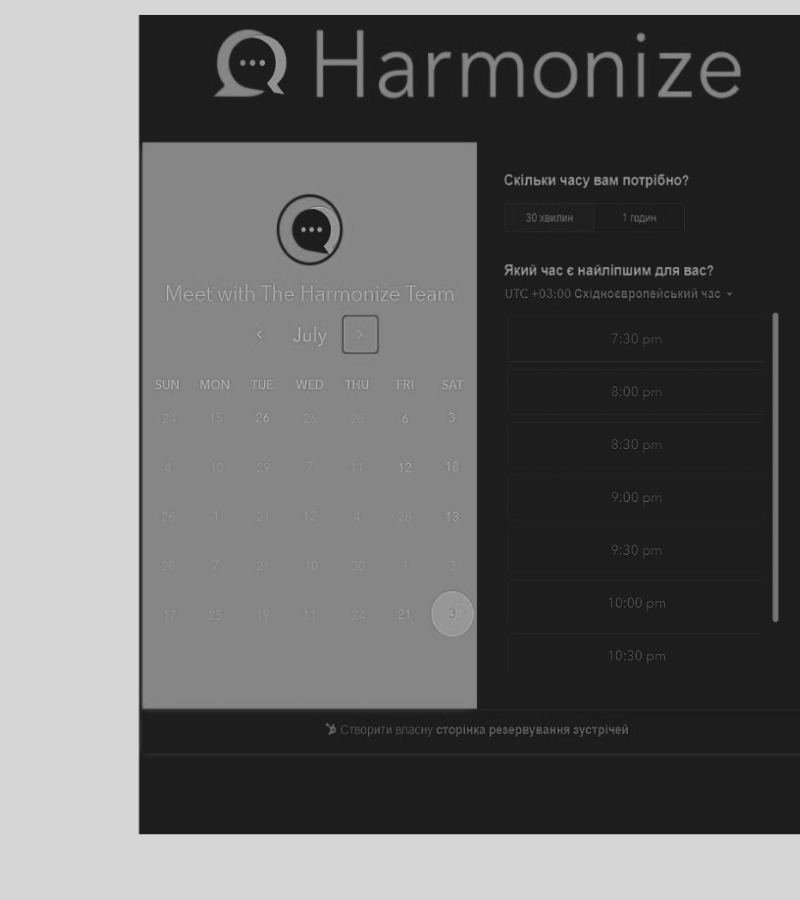 Harmonize
Meet with The Harmonize Team
July
SUN MON TUE WED THU FRI SAT
24 15 26 26 28 6 3
4 10 29 7 11 12 18
26 1 21 12 4 28 13
28 7 21 10 30 1 3
17 25 19 11 24 21 3
Скільки часу вам потрібно?
30 хвилин 1 годин
Який час є найліпшим для вас?
UTC +03:00 Східноєвропейський час
7:30 pm
8:00 pm
8:30 pm
9:00 pm
9:30 pm
10:00 pm
10:30 pm
Створити власну сторінка резервування зустрічей